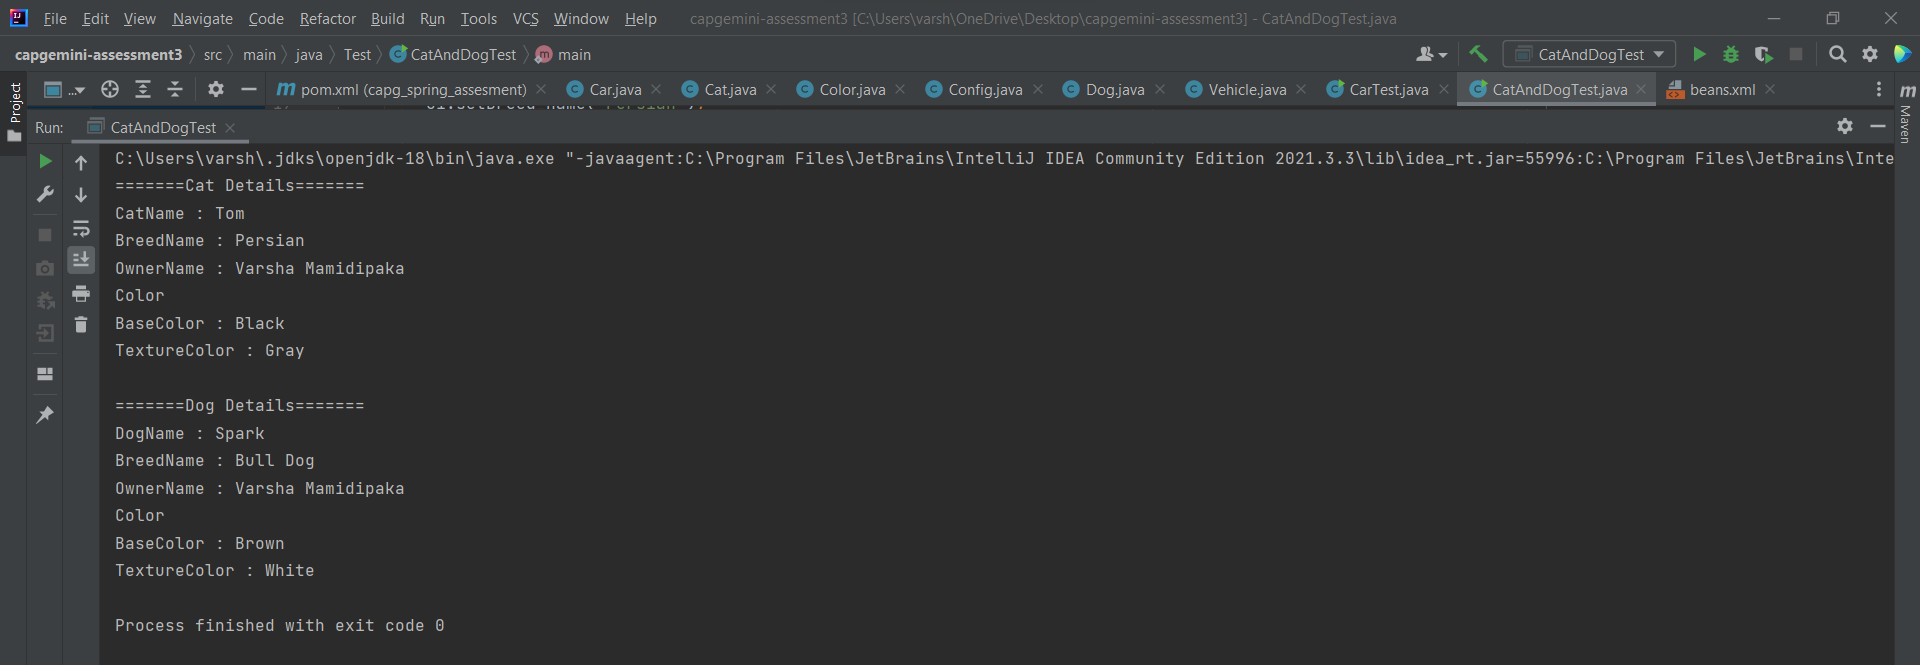 File Edit View Navigate Code Refactor Build Run Tools VCS Window Help capgemini-assessment3 [C:\Users\varsh\OneDrive\Desktop\capgemini-assessment3] - CatAndDogTest.java
capgemini-assessment3 src main java Test CatAndDogTest main CatAndDogTest
Project
... pom.xml (capg_spring_assesment) Car.java Cat.java Color.java Config.java Dog.java Vehicle.java CarTest.java CatAndDogTest.java beans.xml
Maven
Run: CatAndDogTest
C:\Users\varsh\.jdks\openjdk-18\bin\java.exe "-javaagent:C:\Program Files\JetBrains\IntelliJ IDEA Community Edition 2021.3.3\lib\idea_rt.jar=55996:C:\Program Files\JetBrains\Inte
=======Cat Details=======
CatName : Tom
BreedName : Persian
OwnerName : Varsha Mamidipaka
Color
BaseColor : Black
TextureColor : Gray
=======Dog Details=======
DogName : Spark
BreedName : Bull Dog
OwnerName : Varsha Mamidipaka
Color
BaseColor : Brown
TextureColor : White
Process finished with exit code 0